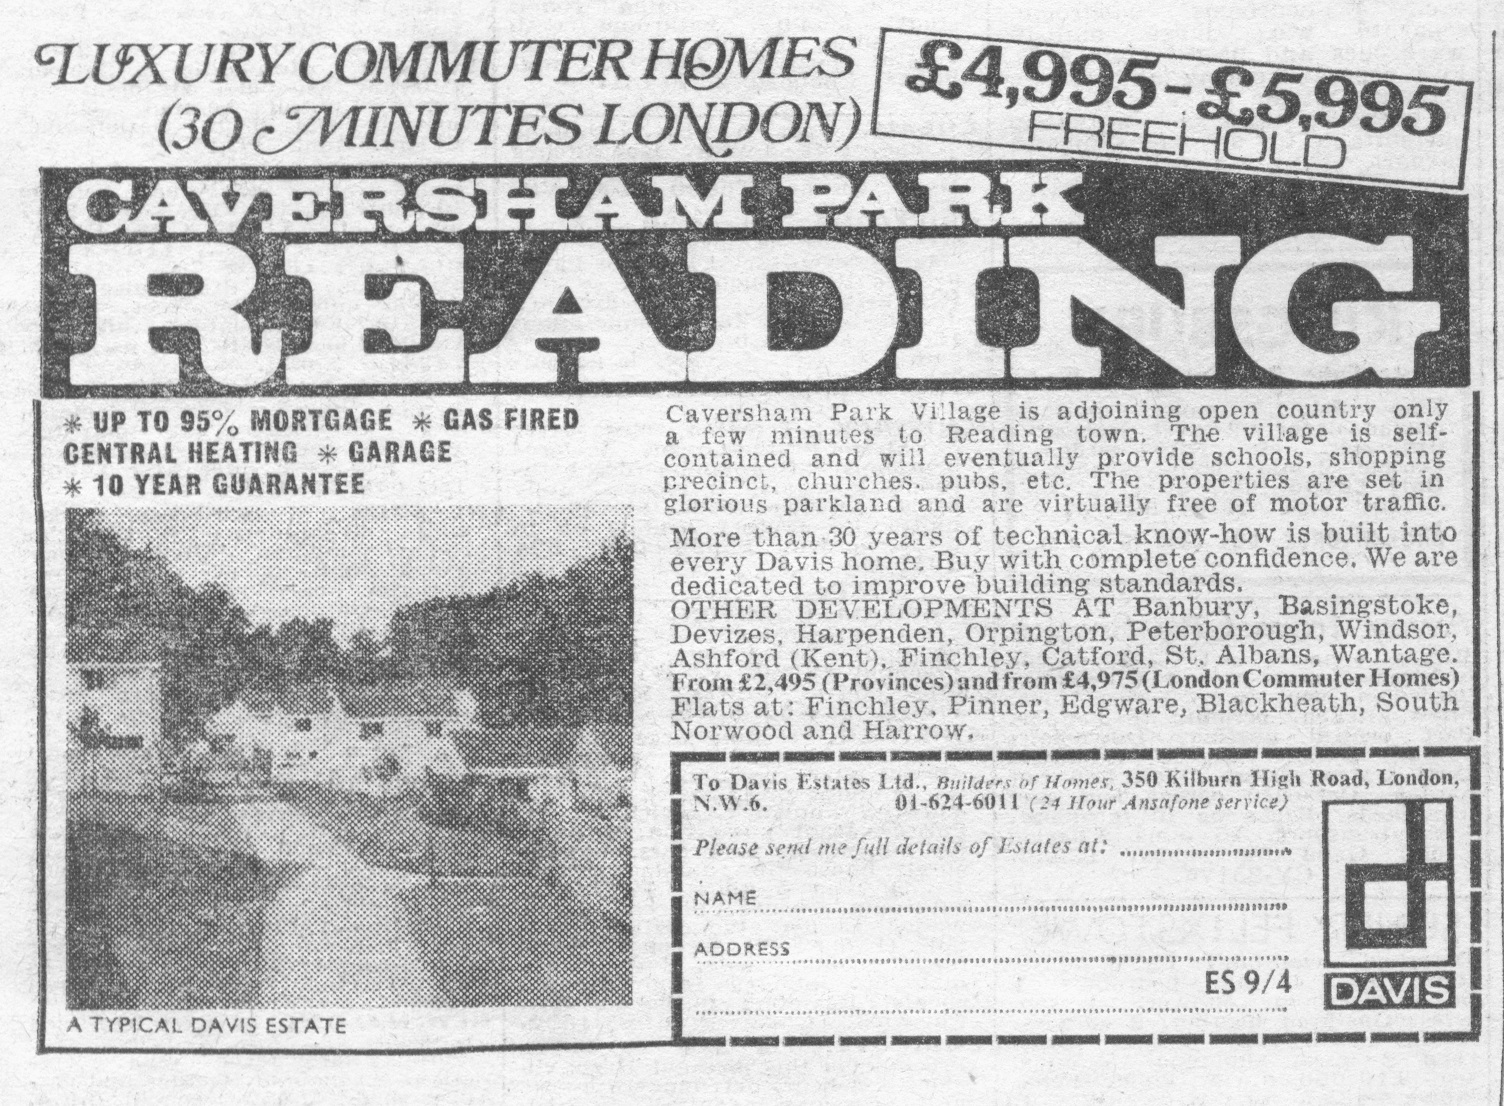 LUXURY COMMUTER HOMES
(30 MINUTES LONDON)
£4,995-£5,995
FREEHOLD
CAVERSHAM PARK
READING
* UP TO 95% MORTGAGE * GAS FIRED
CENTRAL HEATING * GARAGE
* 10 YEAR GUARANTEE
A TYPICAL DAVIS ESTATE
Caversham Park Village is adjoining open country only
a few minutes to Reading town. The village is self-
contained and will eventually provide schools, shopping
precinct, churches. pubs, etc. The properties are set in
glorious parkland and are virtually free of motor traffic.
More than 30 years of technical know-how is built into
every Davis home. Buy with complete confidence. We are
dedicated to improve building standards.
OTHER DEVELOPMENTS AT Banbury, Basingstoke,
Devizes, Harpenden, Orpington, Peterborough, Windsor,
Ashford (Kent), Finchley, Catford, St. Albans, Wantage.
From £2,495 (Provinces) and from £4,975 (London Commuter Homes)
Flats at: Finchley, Pinner, Edgware, Blackheath, South
Norwood and Harrow.
To Davis Estates Ltd., Builders of Homes, 350 Kilburn High Road, London,
N.W.6. 01-624-6011 (24 Hour Ansafone service)
Please send me full details of Estates at: ........................
NAME ........................
ADDRESS ........................
ES 9/4
DAVIS